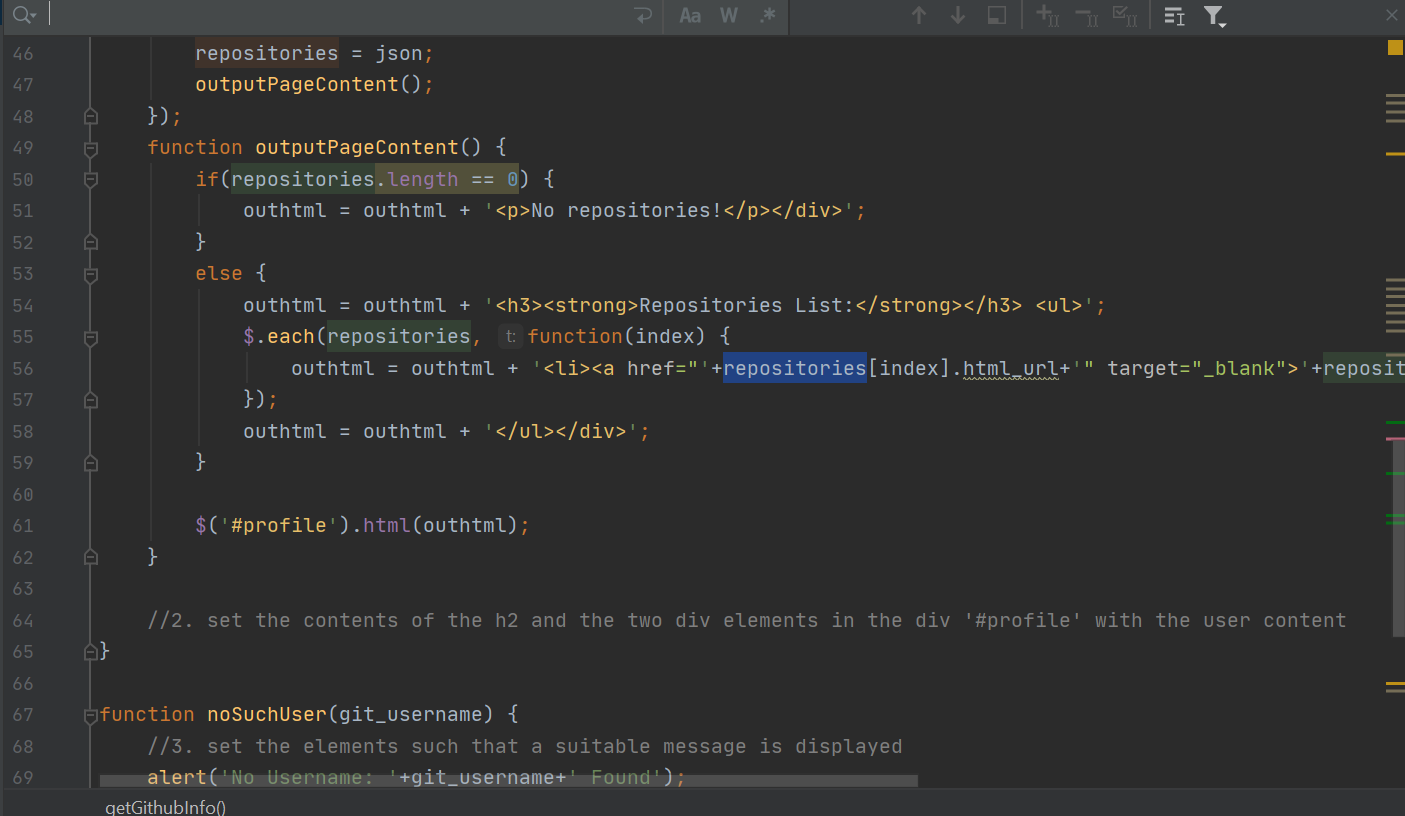 Aa W .*
46 repositories = json;
47 outputPageContent();
48 });
49 function outputPageContent() {
50 if(repositories.length == 0) {
51 outhtml = outhtml + '<p>No repositories!</p></div>';
52 }
53 else {
54 outhtml = outhtml + '<h3><strong>Repositories List:</strong></h3> <ul>';
55 $.each(repositories, t: function(index) {
56 outhtml = outhtml + '<li><a href="'+repositories[index].html_url+'" target="_blank">'+reposit
57 });
58 outhtml = outhtml + '</ul></div>';
59 }
60
61 $('#profile').html(outhtml);
62 }
63
64 //2. set the contents of the h2 and the two div elements in the div '#profile' with the user content
65 }
66
67 function noSuchUser(git_username) {
68 //3. set the elements such that a suitable message is displayed
69 alert('No Username: '+git_username+' Found');
getGithubInfo()